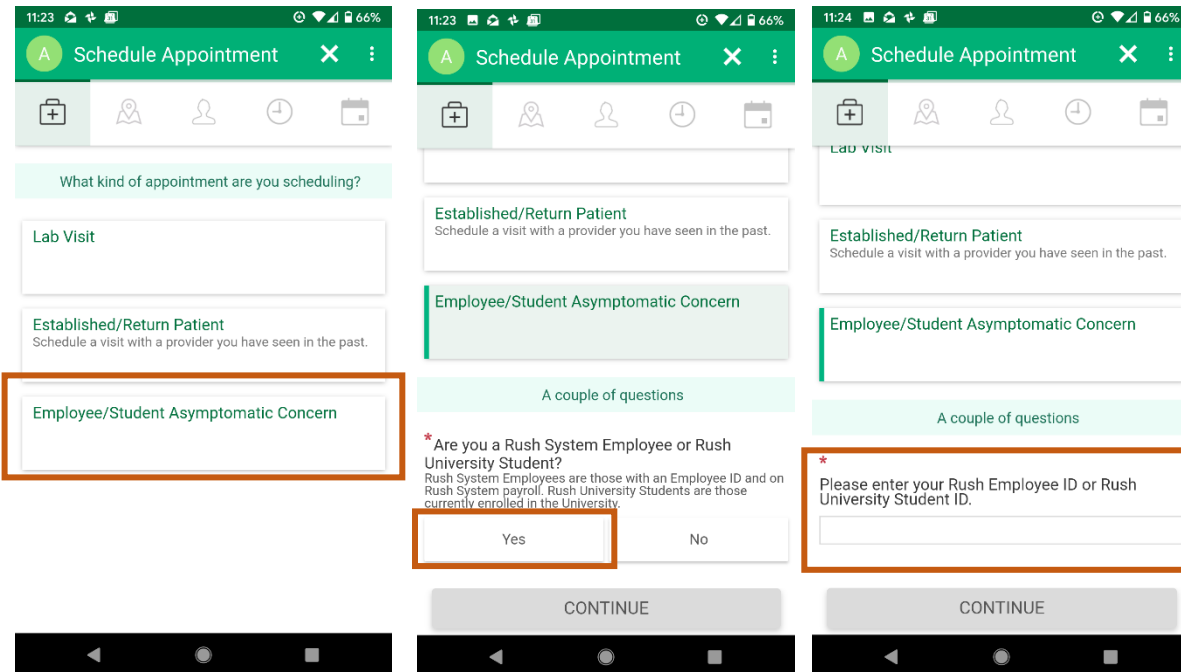 11:23
66%
A
Schedule Appointment
What kind of appointment are you scheduling?
Lab Visit
Established/Return Patient
Schedule a visit with a provider you have seen in the past.
Employee/Student Asymptomatic Concern
11:23
31
66%
A
Schedule Appointment
Established/Return Patient
Schedule a visit with a provider you have seen in the past.
Employee/Student Asymptomatic Concern
A couple of questions
*Are you a Rush System Employee or Rush
University Student?
Rush System Employees are those with an Employee ID and on
Rush System payroll. Rush University Students are those
currently enrolled in the University.
Yes
No
CONTINUE
11:24
31
66%
A
Schedule Appointment
Lab Visit
Established/Return Patient
Schedule a visit with a provider you have seen in the past.
Employee/Student Asymptomatic Concern
A couple of questions
*
Please enter your Rush Employee ID or Rush
University Student ID.
CONTINUE